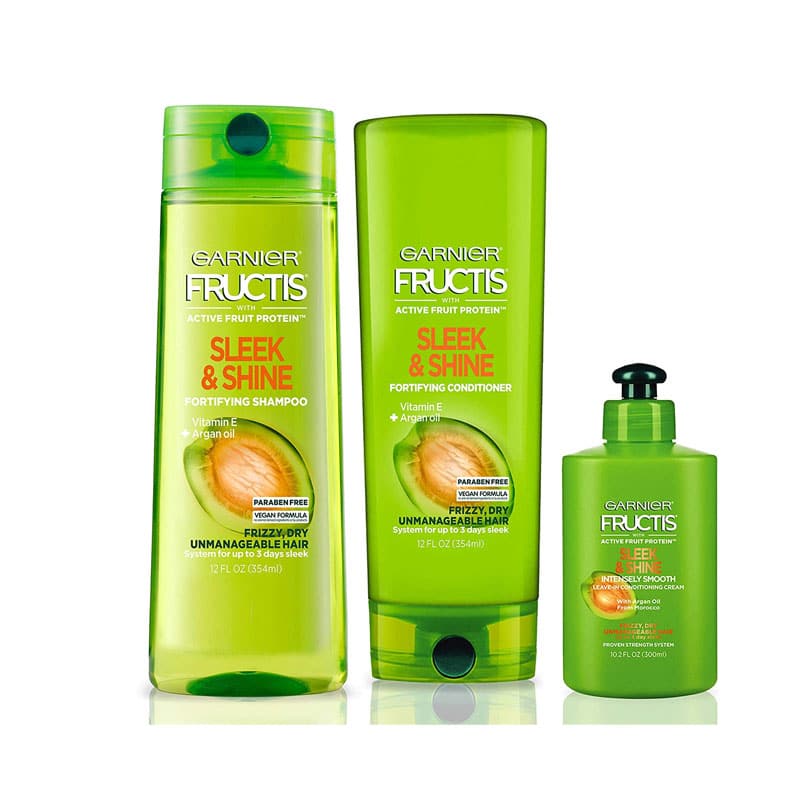 GARNIER®
FRUCTIS®
WITH
ACTIVE FRUIT PROTEIN™
SLEEK
& SHINE
FORTIFYING SHAMPOO
Vitamin E
+ Argan oil
PARABEN FREE
VEGAN FORMULA
FRIZZY, DRY
UNMANAGEABLE HAIR
System for up to 3 days sleek
12 FL OZ (354ml)
GARNIER®
FRUCTIS®
WITH
ACTIVE FRUIT PROTEIN™
SLEEK
& SHINE
FORTIFYING CONDITIONER
Vitamin E
+ Argan oil
PARABEN FREE
VEGAN FORMULA
FRIZZY, DRY
UNMANAGEABLE HAIR
System for up to 3 days sleek
12 FL OZ (354ml)
GARNIER®
FRUCTIS®
WITH
ACTIVE FRUIT PROTEIN™
SLEEK
& SHINE
INTENSELY SMOOTH
LEAVE-IN CONDITIONING CREAM
With Argan Oil
From Morocco
FRIZZY, DRY
UNMANAGEABLE HAIR
day
PROVEN STRENGTH SYSTEM
10.2 FL OZ (300ml)